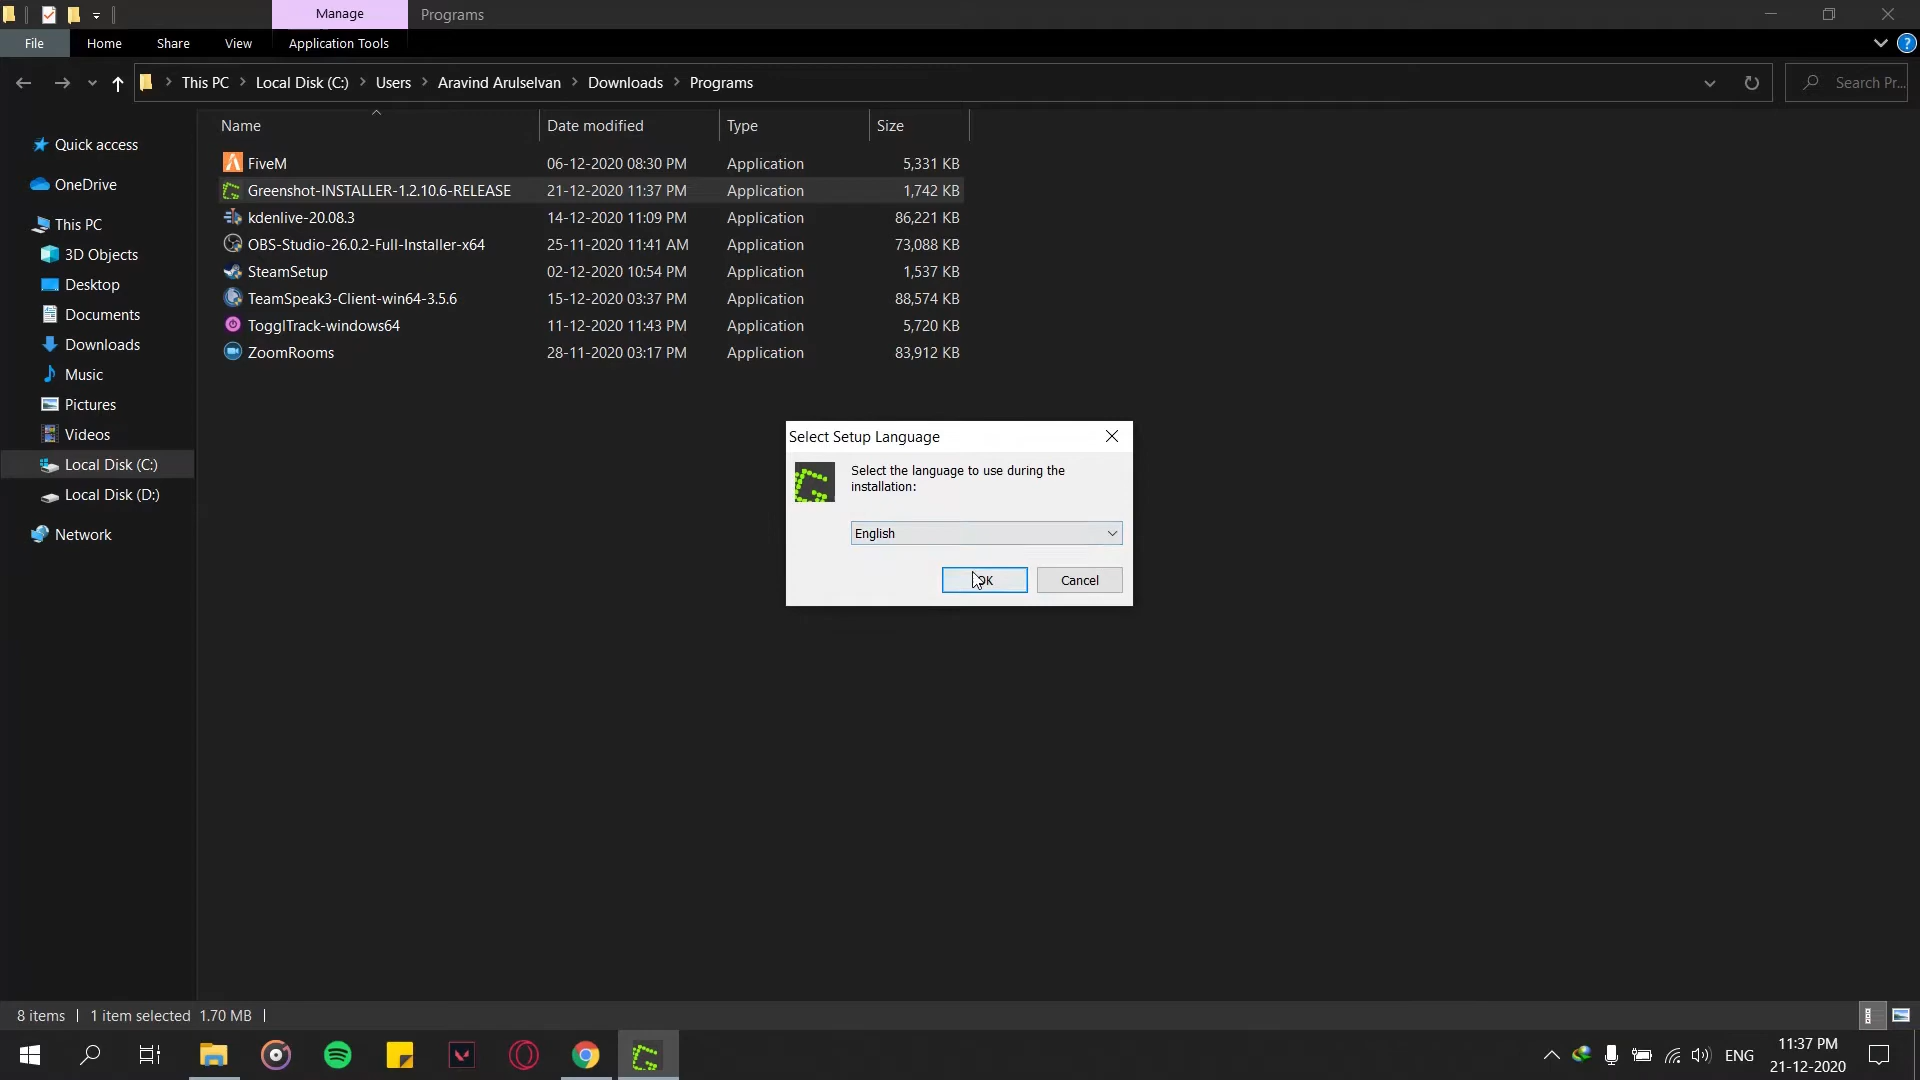 Manage
Programs
File
Home
Share
View
Application Tools
This PC
Local Disk (C:)
Users
Aravind Arulselvan
Downloads
Programs
Search Pr...
Name
Date modified
Type
Size
Quick access
OneDrive
This PC
3D Objects
Desktop
Documents
Downloads
Music
Pictures
Videos
Local Disk (C:)
Local Disk (D:)
Network
FiveM 06-12-2020 08:30 PM Application 5,331 KB
Greenshot-INSTALLER-1.2.10.6-RELEASE 21-12-2020 11:37 PM Application 1,742 KB
kdenlive-20.08.3 14-12-2020 11:09 PM Application 86,221 KB
OBS-Studio-26.0.2-Full-Installer-x64 25-11-2020 11:41 AM Application 73,088 KB
SteamSetup 02-12-2020 10:54 PM Application 1,537 KB
TeamSpeak3-Client-win64-3.5.6 15-12-2020 03:37 PM Application 88,574 KB
TogglTrack-windows64 11-12-2020 11:43 PM Application 5,720 KB
ZoomRooms 28-11-2020 03:17 PM Application 83,912 KB
Select Setup Language
Select the language to use during the
installation:
English
OK
Cancel
8 items
1 item selected 1.70 MB
ENG
11:37 PM
21-12-2020